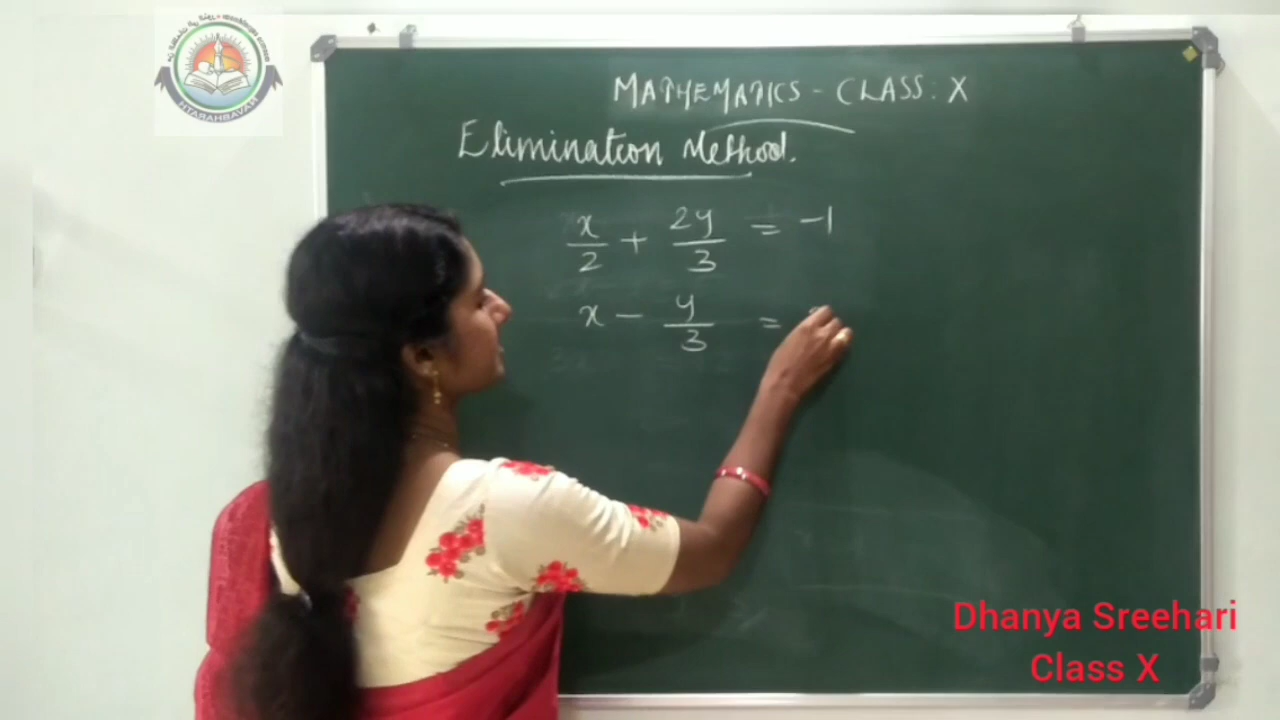 MATHEMATICS - CLASS: X
Elimination Method.
x/2 + 2y/3 = -1
x - y/3 =
Dhanya Sreehari
Class X